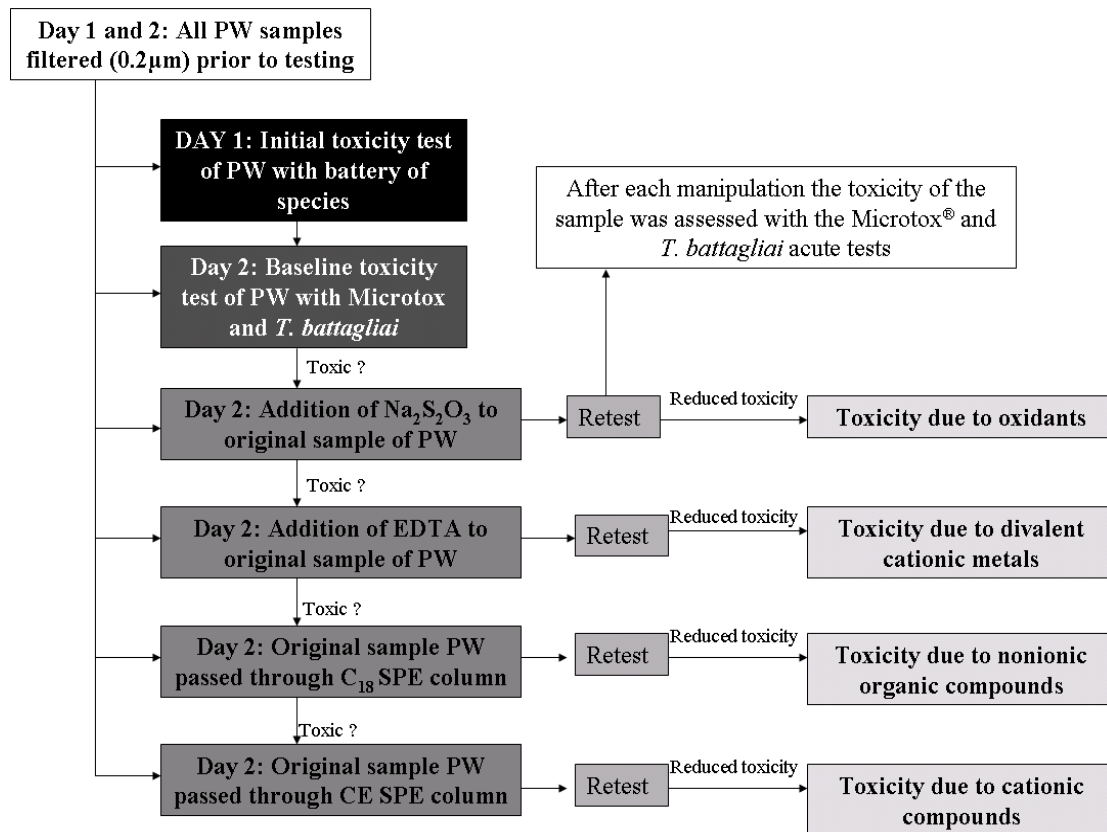 Day 1 and 2: All PW samples
filtered (0.2µm) prior to testing
DAY 1: Initial toxicity test
of PW with battery of
species
After each manipulation the toxicity of the
sample was assessed with the Microtox® and
T. battagliai acute tests
Day 2: Baseline toxicity
test of PW with Microtox
and T. battagliai
Toxic ?
Day 2: Addition of Na₂S₂O₃ to
original sample of PW
Retest
Reduced toxicity
Toxicity due to oxidants
Toxic ?
Day 2: Addition of EDTA to
original sample of PW
Retest
Reduced toxicity
Toxicity due to divalent
cationic metals
Toxic ?
Day 2: Original sample PW
passed through C₁₈ SPE column
Retest
Reduced toxicity
Toxicity due to nonionic
organic compounds
Toxic ?
Day 2: Original sample PW
passed through CE SPE column
Retest
Reduced toxicity
Toxicity due to cationic
compounds